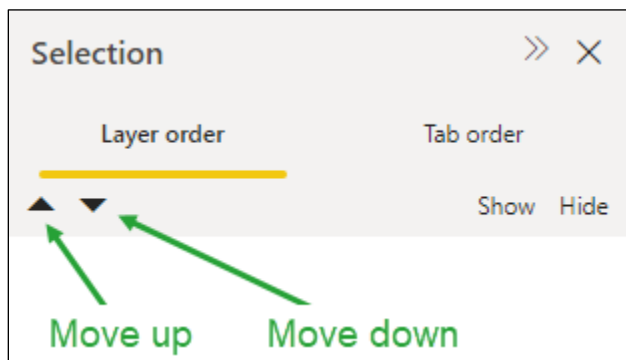 Selection
Layer order Tab order
Show Hide
Move up Move down